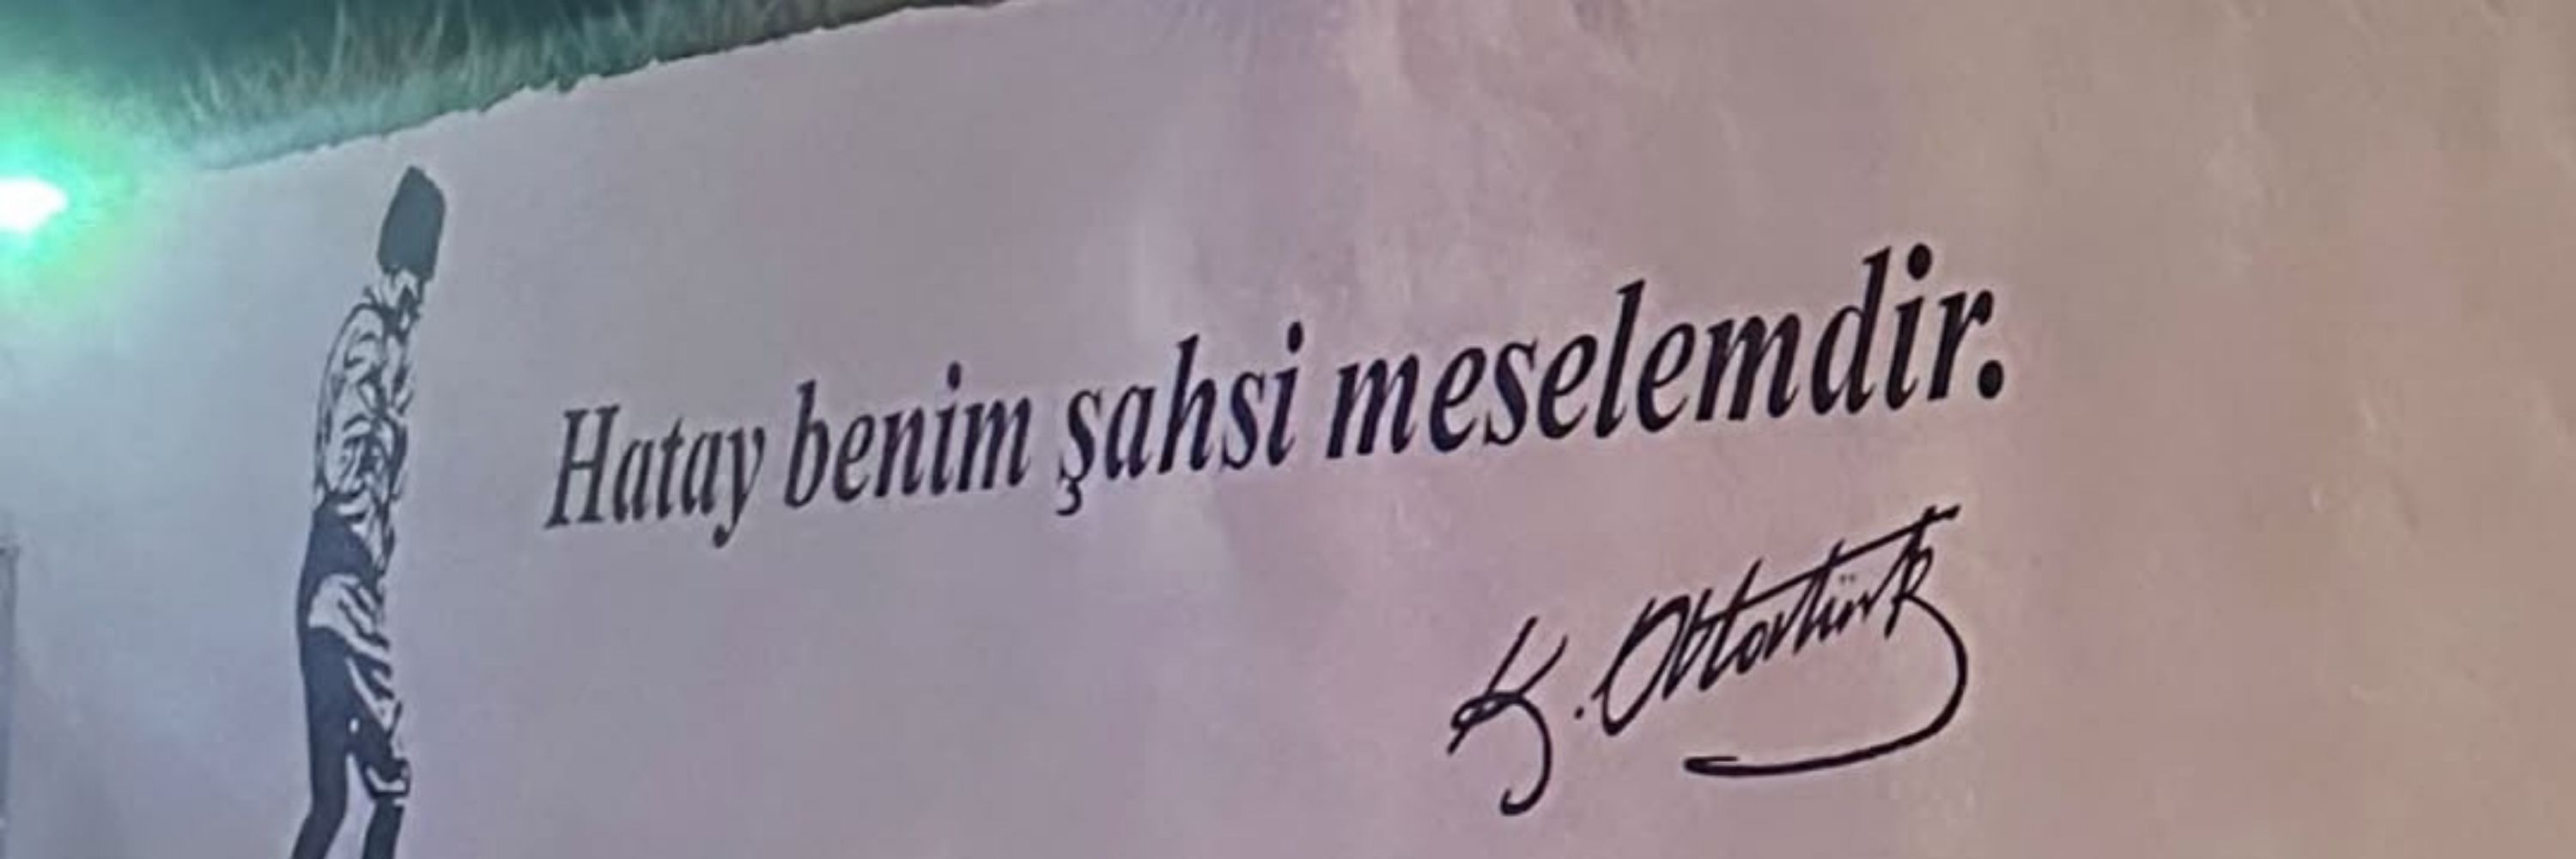 Hatay benim şahsi meselemdir.
K. Atatürk